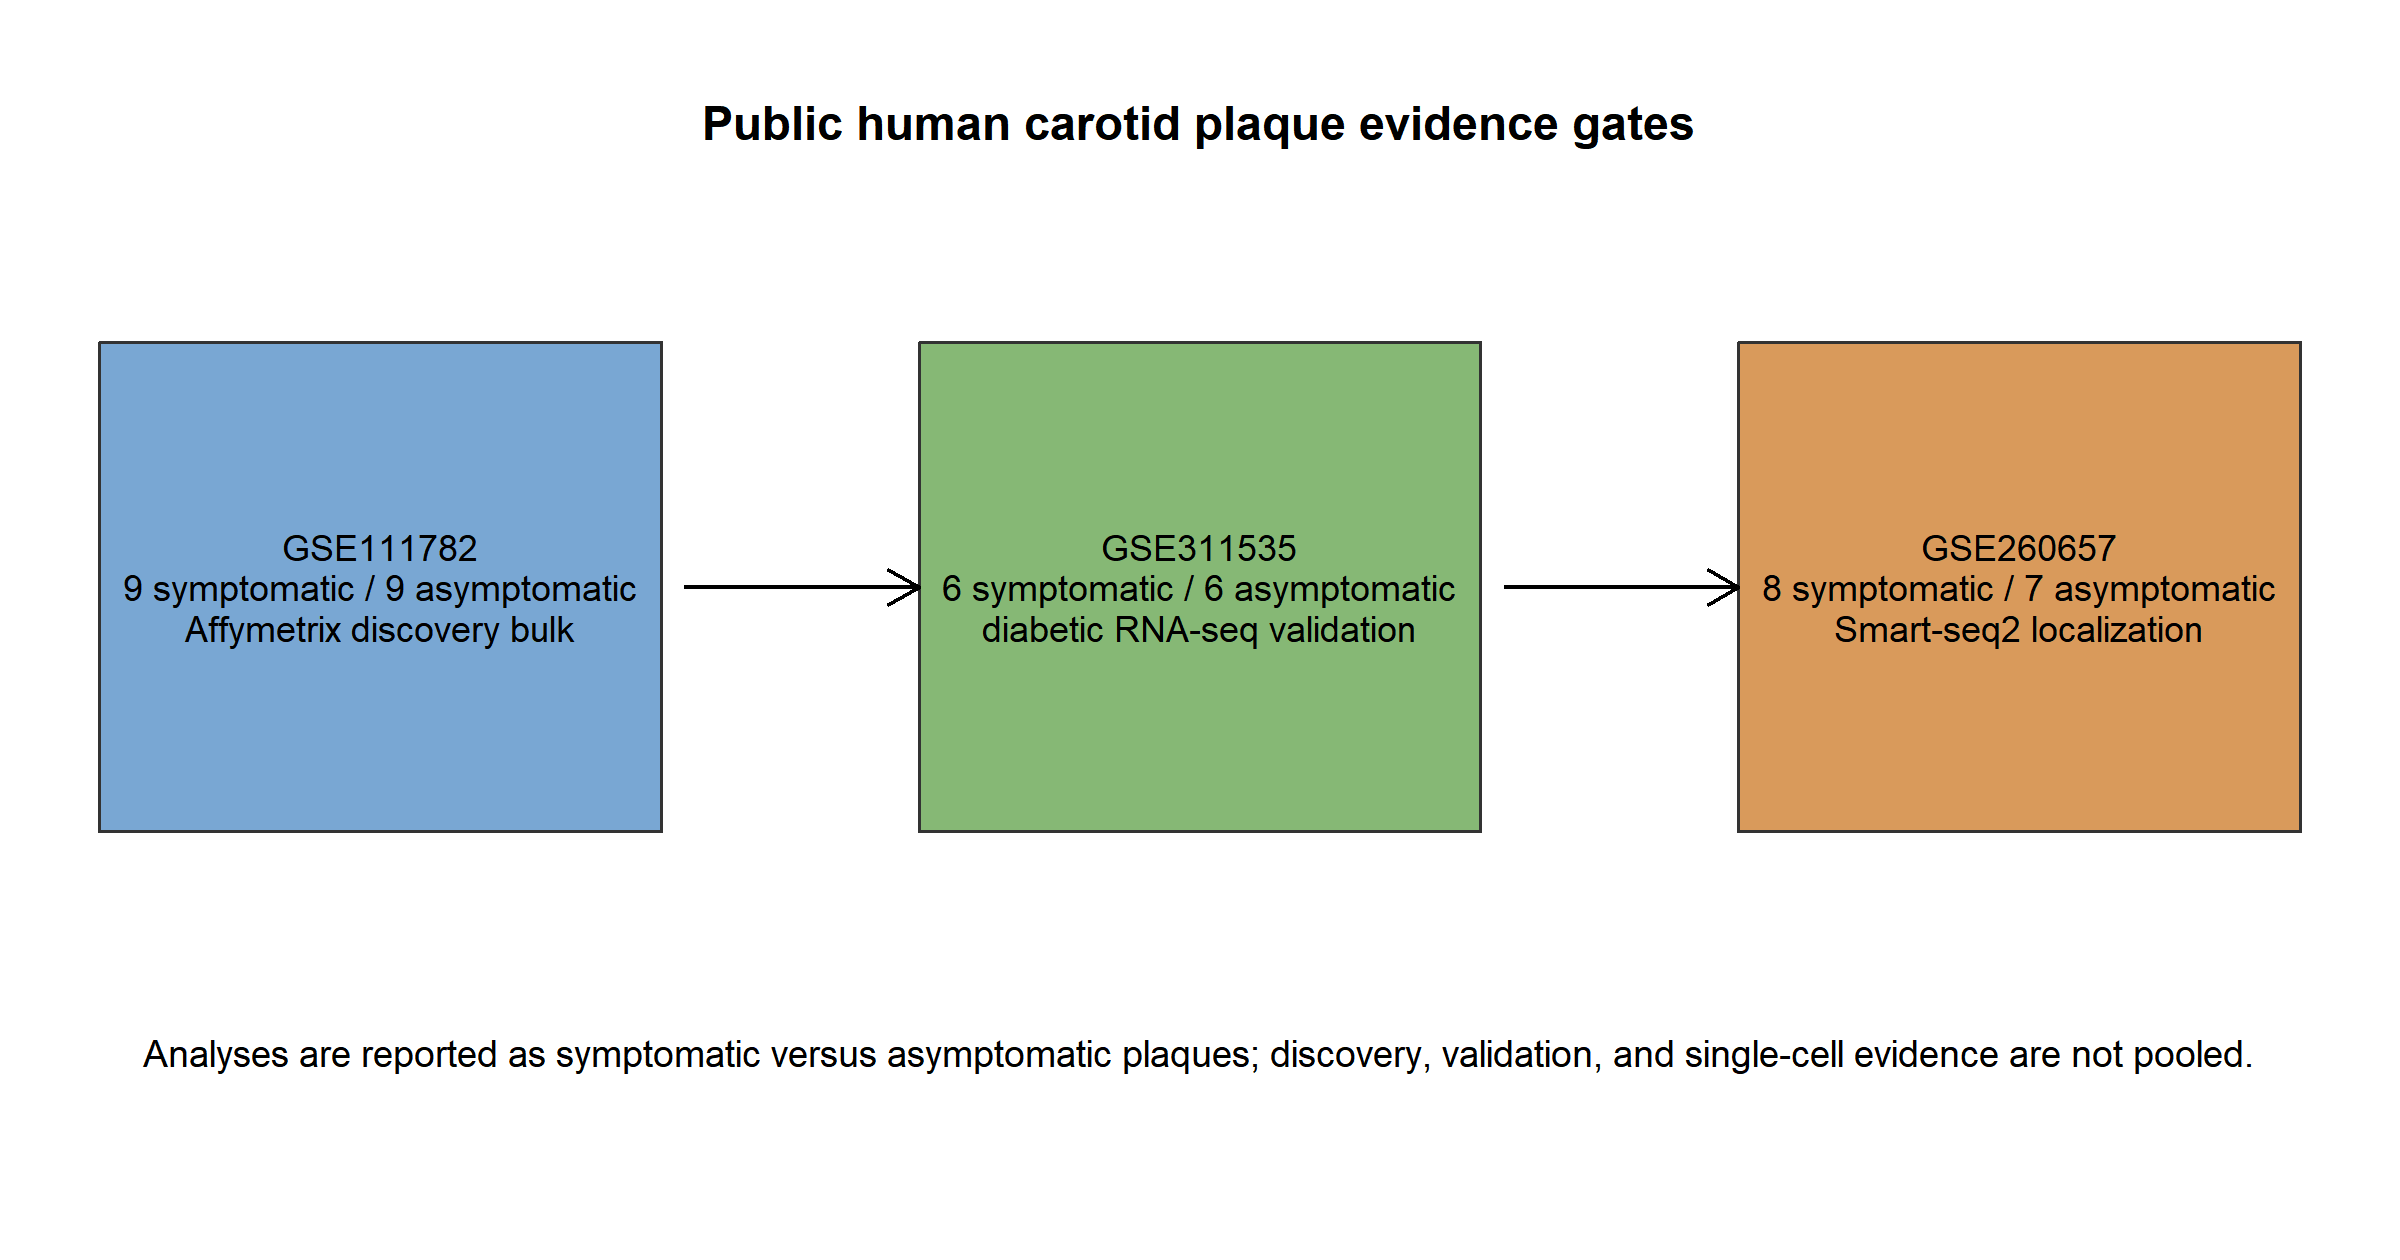 Public human carotid plaque evidence gates
GSE111782
9 symptomatic / 9 asymptomatic
Affymetrix discovery bulk
GSE311535
6 symptomatic / 6 asymptomatic
diabetic RNA-seq validation
GSE260657
8 symptomatic / 7 asymptomatic
Smart-seq2 localization
Analyses are reported as symptomatic versus asymptomatic plaques; discovery, validation, and single-cell evidence are not pooled.